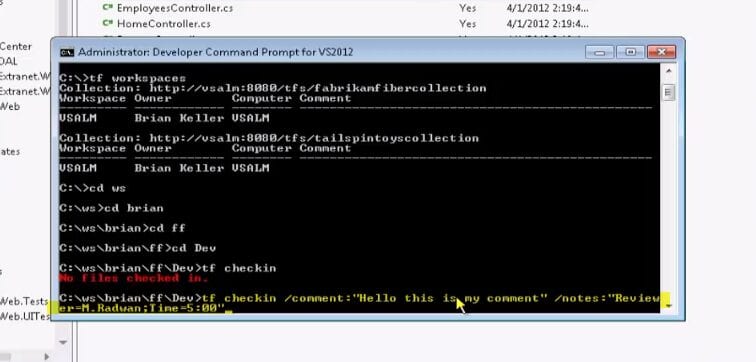 EmployeesController.cs Yes 4/1/2012 2:19:4...
HomeController.cs Yes 4/1/2012 2:19:4...
Administrator: Developer Command Prompt for VS2012
C:\>tf workspaces
Collection: http://vsalm:8080/tfs/fabrikamfibercollection
Workspace Owner Computer Comment
VSALM Brian Keller VSALM
Collection: http://vsalm:8080/tfs/tailspintoyscollection
Workspace Owner Computer Comment
VSALM Brian Keller VSALM
C:\>cd ws
C:\ws>cd brian
C:\ws\brian>cd ff
C:\ws\brian\ff>cd Dev
C:\ws\brian\ff\Dev>tf checkin
No files checked in.
C:\ws\brian\ff\Dev>tf checkin /comment:"Hello this is my comment" /notes:"Review
er=M.Radwan;Time=5:00"
Center
DAL
Extranet.W
Extranet.W
Web
ates
s
Web.Tests
Web.UITes